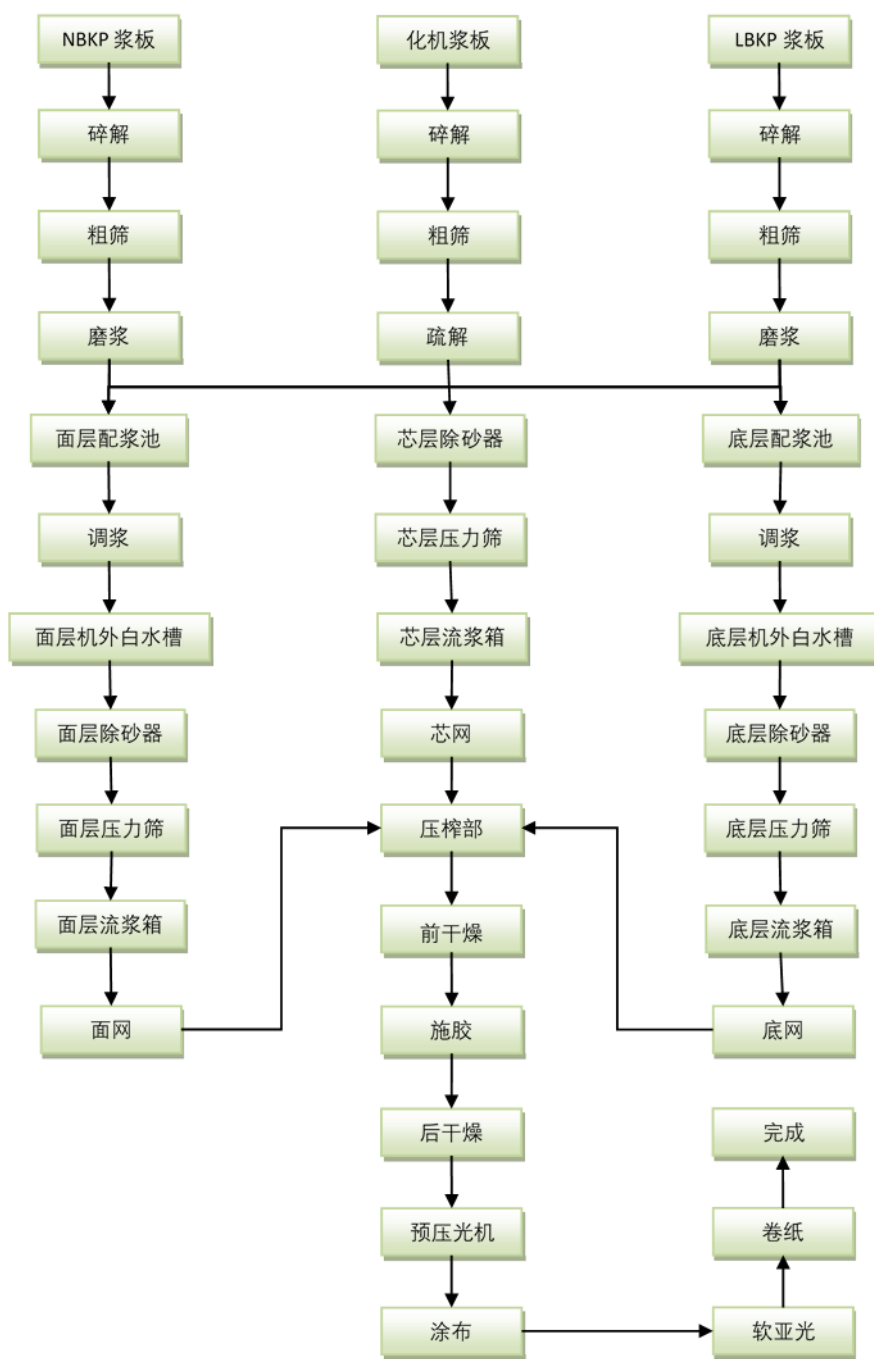 NBKP 浆板
化机浆板
LBKP 浆板
碎解
碎解
碎解
粗筛
粗筛
粗筛
磨浆
疏解
磨浆
面层配浆池
芯层除砂器
底层配浆池
调浆
芯层压力筛
调浆
面层机外白水槽
芯层流浆箱
底层机外白水槽
面层除砂器
芯网
底层除砂器
面层压力筛
压榨部
底层压力筛
面层流浆箱
前干燥
底层流浆箱
面网
施胶
底网
后干燥
完成
预压光机
卷纸
涂布
软亚光